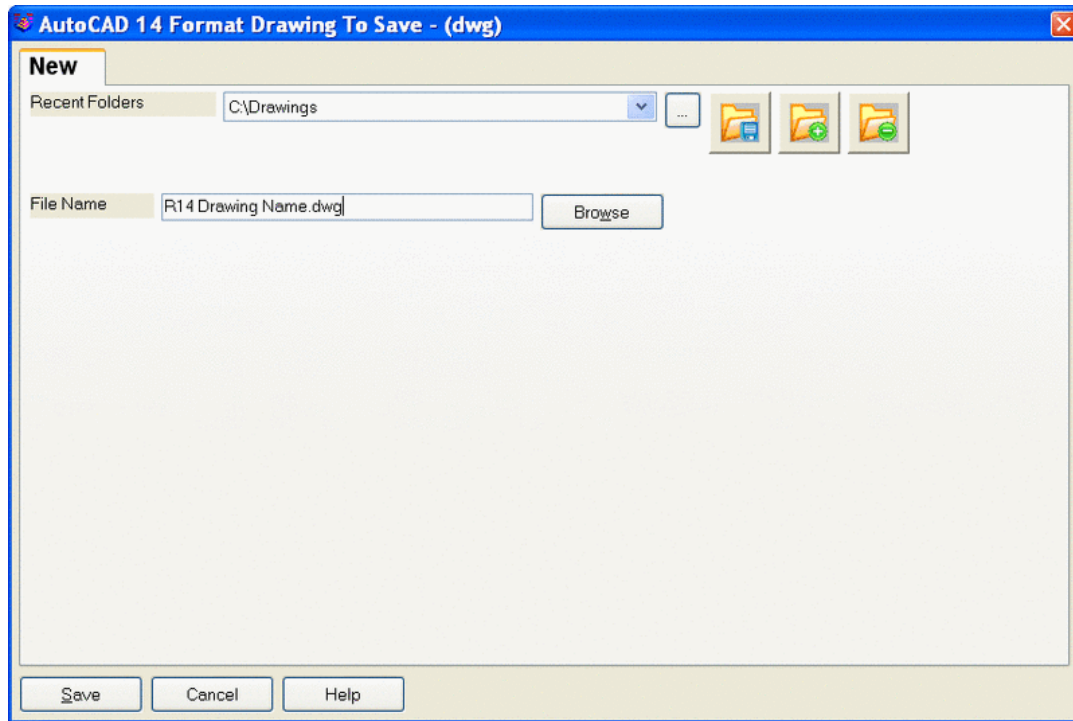 AutoCAD 14 Format Drawing To Save - (dwg)
New
Recent Folders
C:\Drawings
...
File Name
R14 Drawing Name.dwg
Browse
Save
Cancel
Help